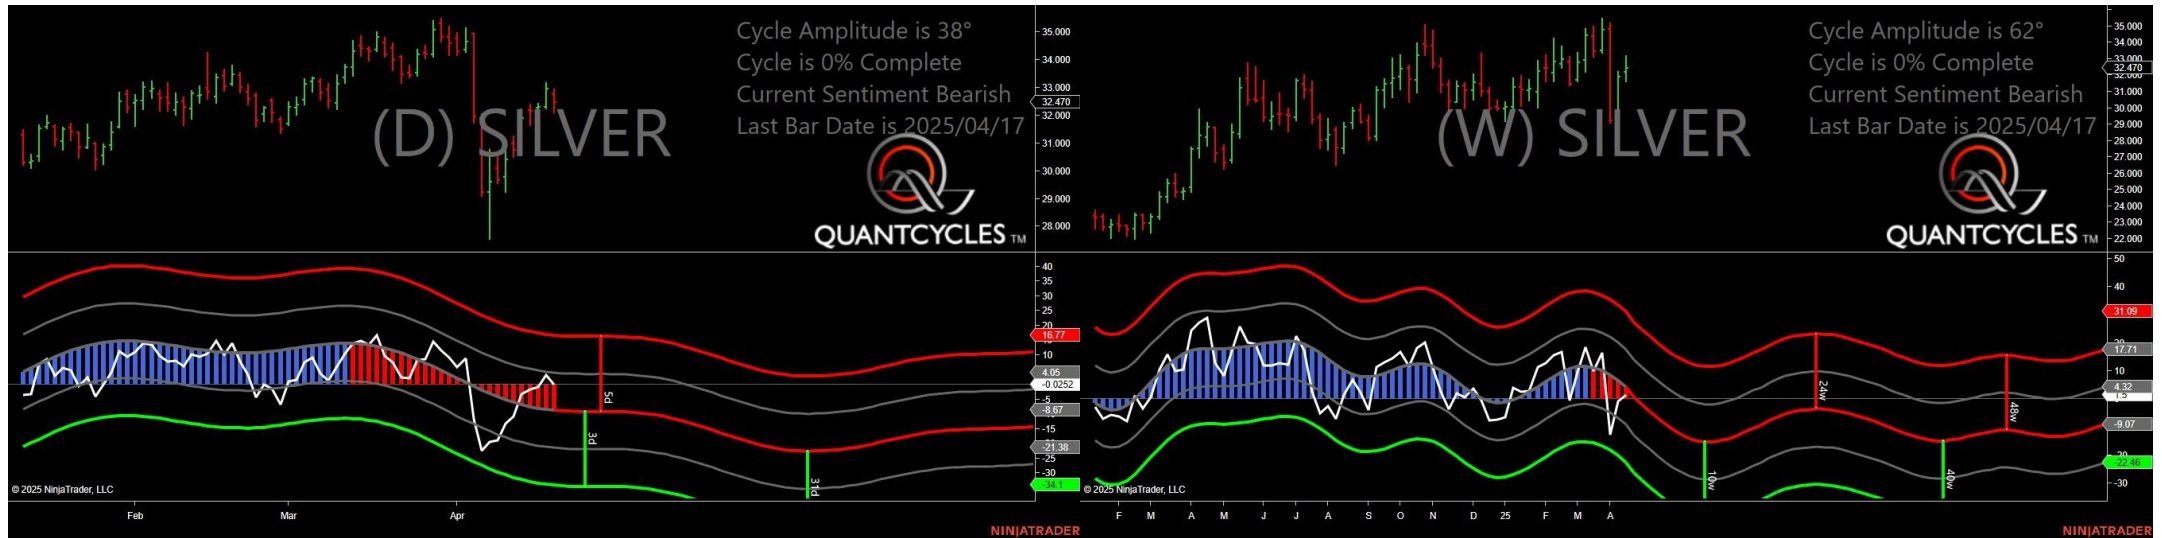 Cycle Amplitude is 38°
Cycle is 0% Complete
Current Sentiment Bearish
Last Bar Date is 2025/04/17
(D) SILVER
QUANTCYCLES TM
35.000
34.000
33.000
32.470
32.000
31.000
30.000
29.000
28.000
40
35
30
25
20
16.77
10
4.05
-0.0252
-5
-8.67
-15
-21.38
-25
-30
-34.1
5d
3d
31d
© 2025 NinjaTrader, LLC
Feb
Mar
Apr
NINJATRADER
Cycle Amplitude is 62°
Cycle is 0% Complete
Current Sentiment Bearish
Last Bar Date is 2025/04/17
(W) SILVER
QUANTCYCLES TM
35.000
34.000
33.000
32.470
32.000
31.000
30.000
29.000
28.000
27.000
26.000
25.000
24.000
23.000
22.000
50
40
31.09
17.71
10
4.32
1.5
-9.07
-22.46
-30
24w
48w
10w
40w
© 2025 NinjaTrader, LLC
F
M
A
M
J
J
A
S
O
N
D
25
F
M
A
NINJATRADER